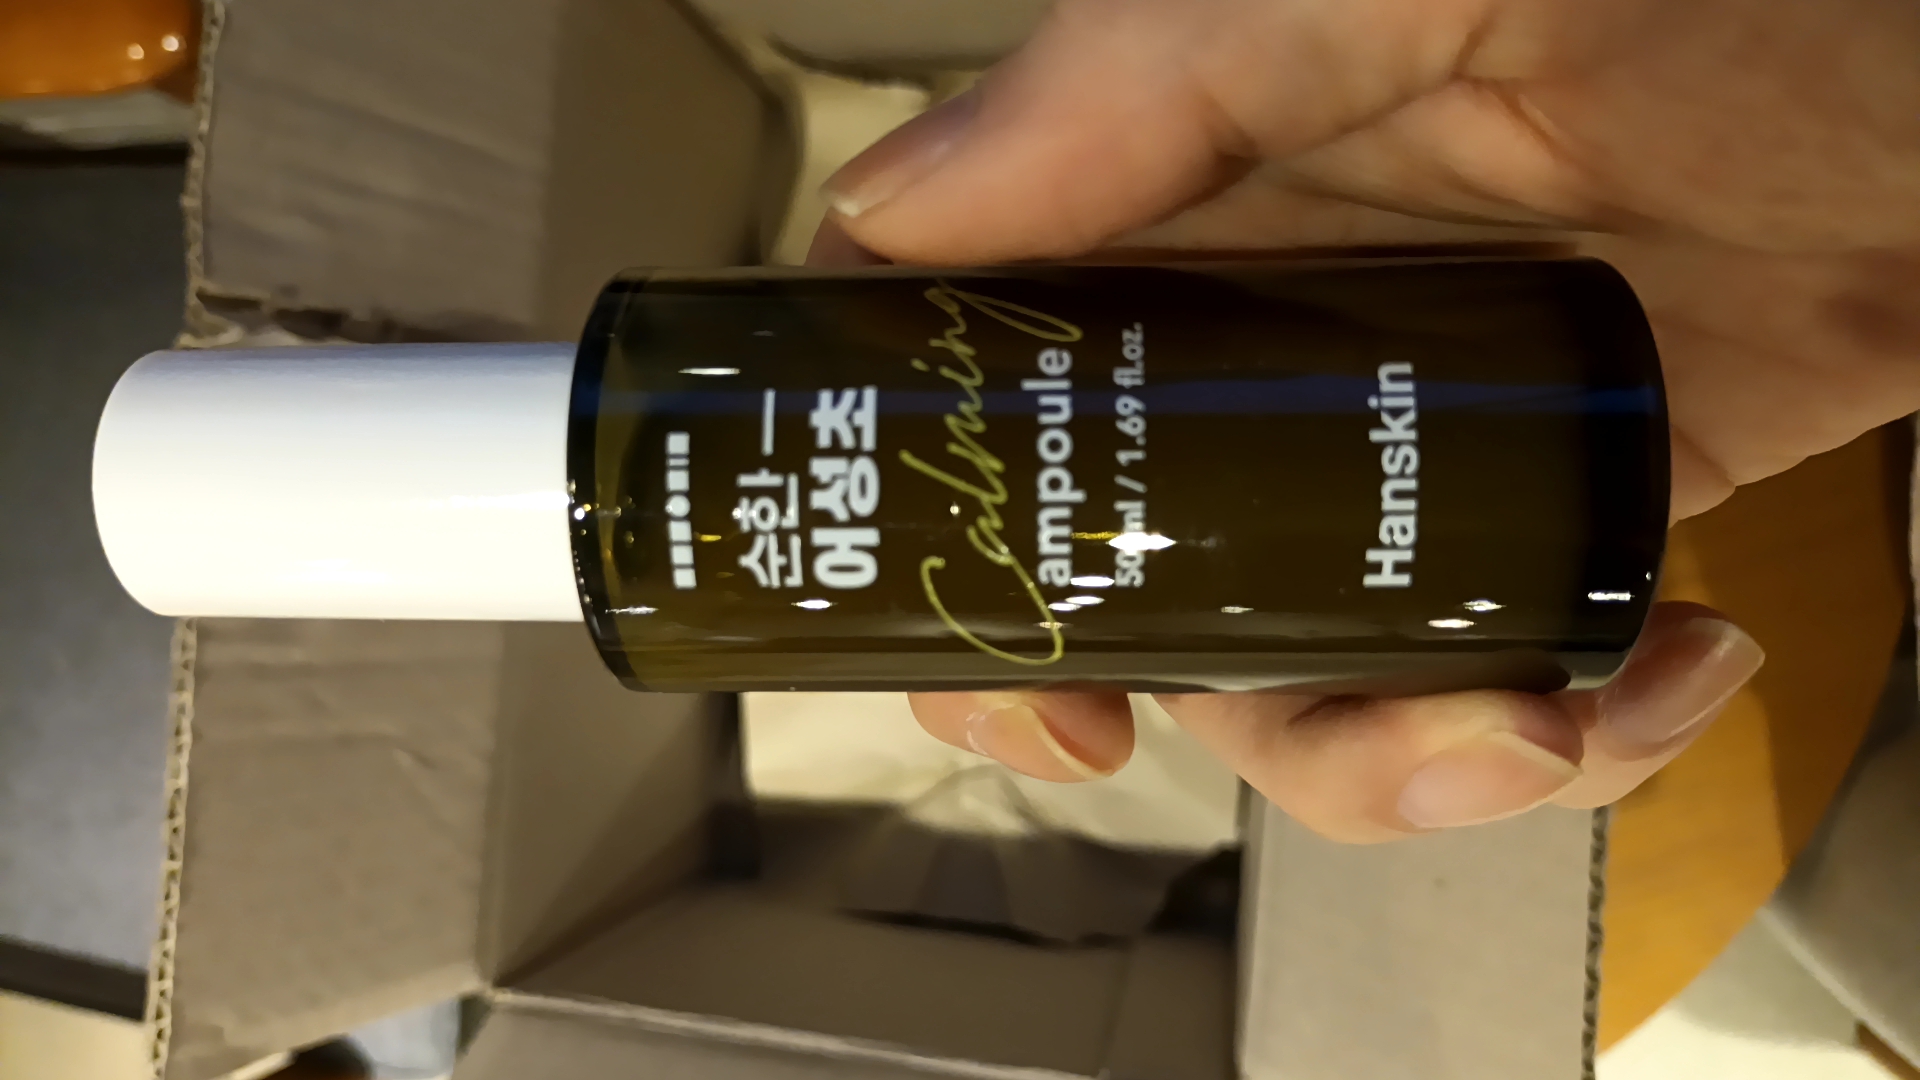 순한
어성초
Calming
ampoule
50ml / 1.69 fl.oz.
Hanskin